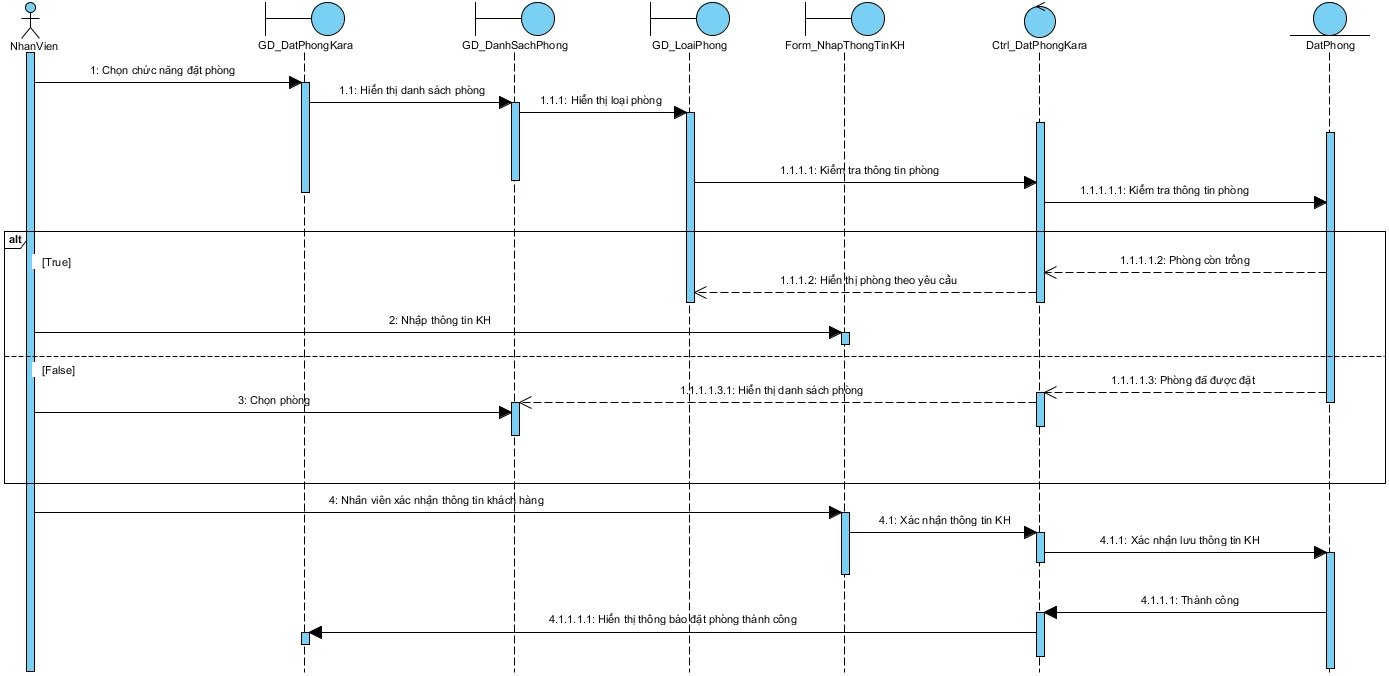 NhanVien
GD_DatPhongKara
GD_DanhSachPhong
GD_LoaiPhong
Form_NhapThongTinKH
Ctrl_DatPhongKara
DatPhong
1: Chọn chức năng đặt phòng
1.1: Hiển thị danh sách phòng
1.1.1: Hiển thị loại phòng
1.1.1.1: Kiểm tra thông tin phòng
1.1.1.1.1: Kiểm tra thông tin phòng
alt
[True]
1.1.1.1.2: Phòng còn trống
1.1.1.2: Hiển thị phòng theo yêu cầu
2: Nhập thông tin KH
[False]
1.1.1.1.3: Phòng đã được đặt
1.1.1.1.3.1: Hiển thị danh sách phòng
3: Chọn phòng
4: Nhân viên xác nhận thông tin khách hàng
4.1: Xác nhận thông tin KH
4.1.1: Xác nhận lưu thông tin KH
4.1.1.1: Thành công
4.1.1.1.1: Hiển thị thông báo đặt phòng thành công